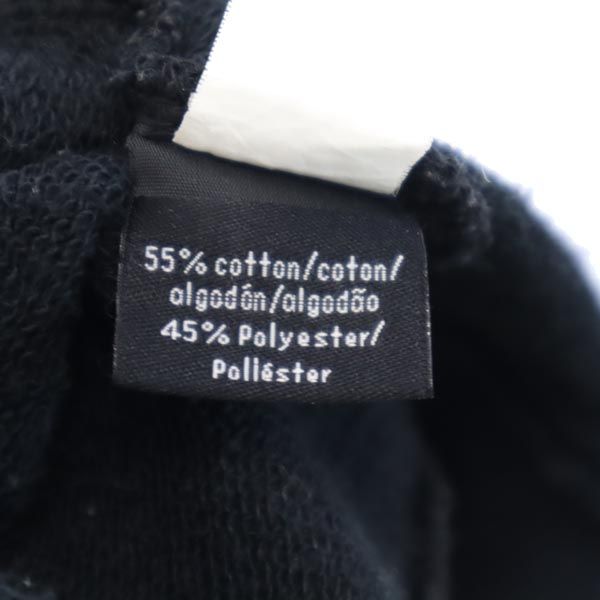 55% cotton/coton/
algodón/algodão
45% Polyester/
Poliéster